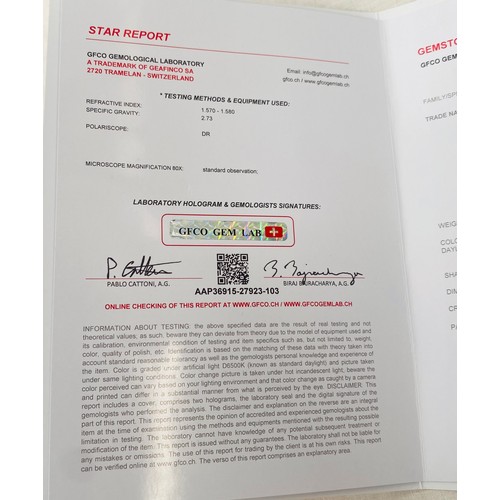 STAR REPORT
GFCO GEMOLOGICAL LABORATORY
A TRADEMARK OF GEAFINCO SA
2720 TRAMELAN - SWITZERLAND
Email: info@gfcogemlab.ch
gfco.ch / www.gfcogemlab.ch
* TESTING METHODS & EQUIPMENT USED:
REFRACTIVE INDEX: 1.570 - 1.580
SPECIFIC GRAVITY: 2.73
POLARISCOPE: DR
MICROSCOPE MAGNIFICATION 80X: standard observation;
LABORATORY HOLOGRAM & GEMOLOGISTS SIGNATURES:
GFCO GEM LAB
PABLO CATTONI, A.G.
BIRAJ BAJRACHARYA, A.G.
AAP36915-27923-103
ONLINE CHECKING OF THIS REPORT AT WWW.GFCO.CH / WWW.GFCOGEMLAB.CH
INFORMATION ABOUT TESTING: the above specified data are the result of real testing and not
theoretical values; as such, beware they can deviate from theory due to the model of equipment used and
its calibration, environmental condition of testing and item specifics such as, but not limited to, weight,
color, quality of polish, etc. Identification is based on the matching of these data with theory taken into
account standard reasonable tolerancy as well as the gemologists personal knowledge and experience of
the item. Color is graded under artificial light D6500K (known as standard daylight) and picture taken
under same lighting conditions. Color change picture is taken under hot incandescent light, beware the
color perceived can vary based on your lighting environment and that color change as caught by a camera
and printed can differ in a substantial manner from what is perceived by the eye DISCLAIMER. This
report includes a cover, comprises two holograms, the laboratory seal and the digital signature of the
gemologists who performed the analysis. The disclaimer and explanation on the reverse are an integral
part of this report. This report represents the opinion of accredited and experienced gemologists about the
item at the time of examination using the methods and equipments mentioned with the resulting possible
limitation in testing. The laboratory cannot have knowledge of any potential subsequent treatment or
modification of the item. This report is issued without guarantees. The laboratory shall not be liable for
any mistakes or omissions. The use of this report for trading by the client is at his own risks. This report
can be verified online at www.gfco.ch. The verso of this report comprises an example.
GEMSTO
GFCO GEM
FAMILY/SP
TRADE NA
WEIG
COLO
DAYL
SHA
DIM
CR
PA